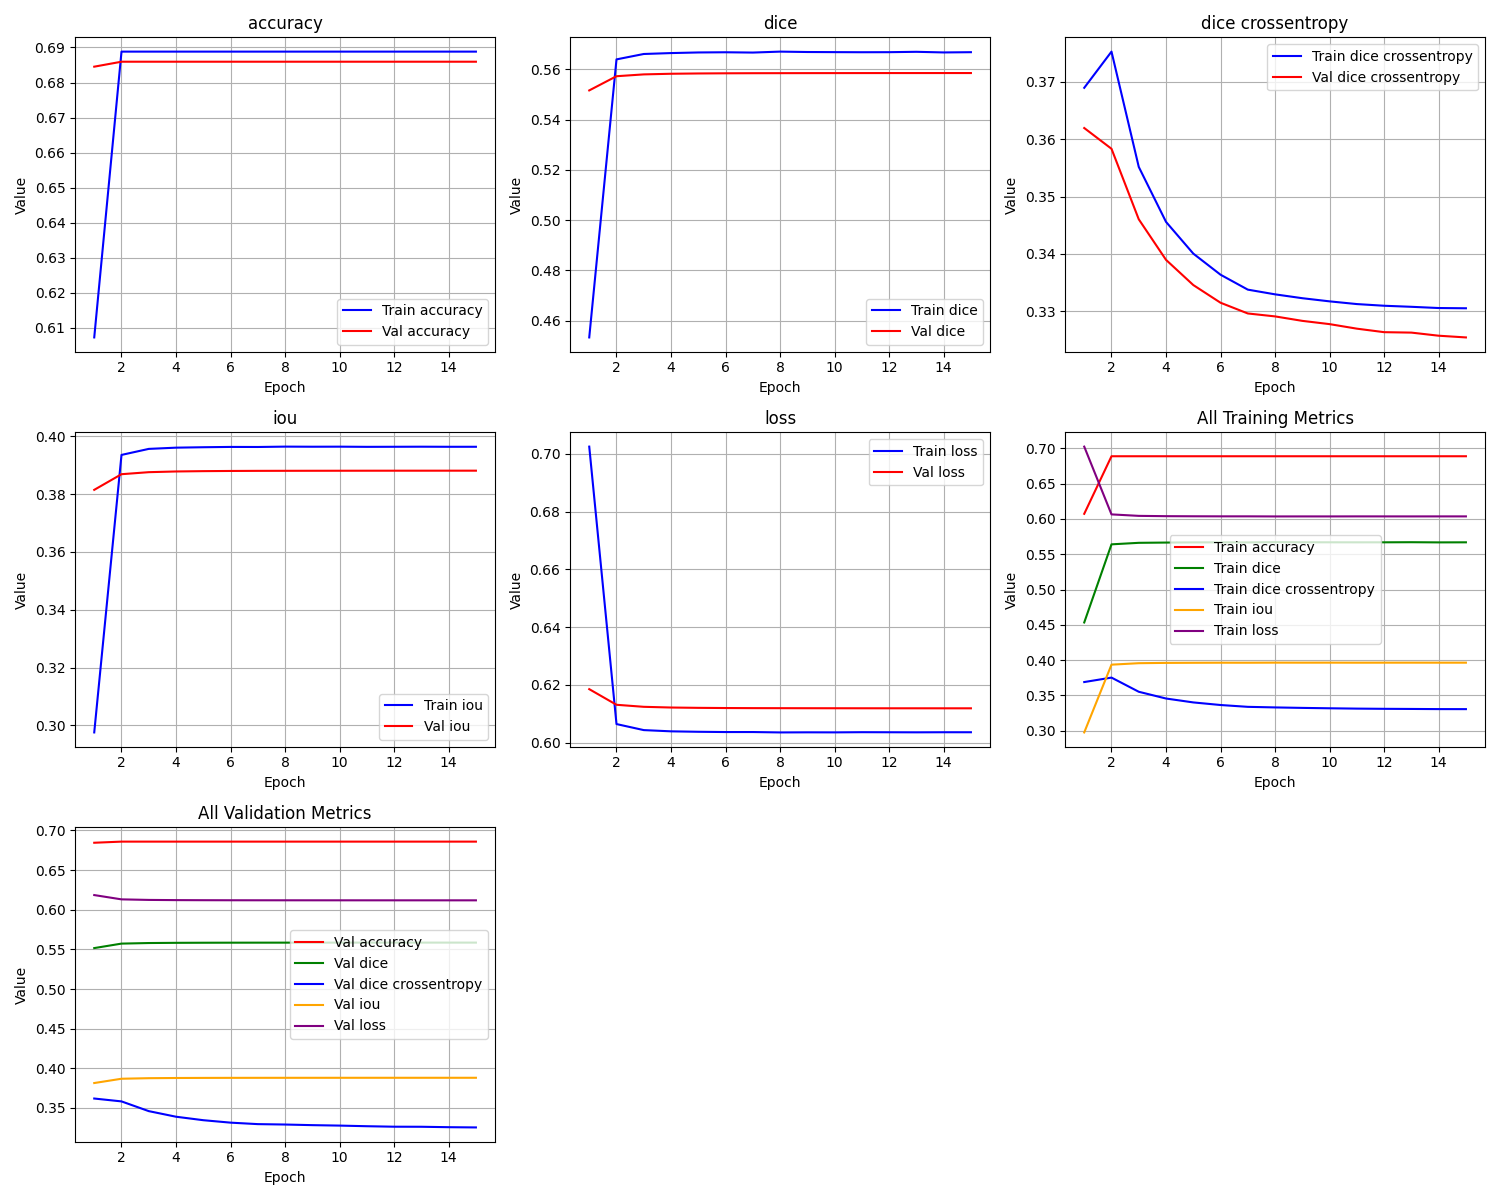 accuracy
0.69
0.68
0.67
0.66
0.65
0.64
0.63
0.62
0.61
Value
Train accuracy
Val accuracy
2 4 6 8 10 12 14
Epoch
dice
0.56
0.54
0.52
0.50
0.48
0.46
Value
Train dice
Val dice
2 4 6 8 10 12 14
Epoch
dice crossentropy
0.37
0.36
0.35
0.34
0.33
Value
Train dice crossentropy
Val dice crossentropy
2 4 6 8 10 12 14
Epoch
iou
0.40
0.38
0.36
0.34
0.32
0.30
Value
Train iou
Val iou
2 4 6 8 10 12 14
Epoch
loss
0.70
0.68
0.66
0.64
0.62
0.60
Value
Train loss
Val loss
2 4 6 8 10 12 14
Epoch
All Training Metrics
0.70
0.65
0.60
0.55
0.50
0.45
0.40
0.35
0.30
Value
Train accuracy
Train dice
Train dice crossentropy
Train iou
Train loss
2 4 6 8 10 12 14
Epoch
All Validation Metrics
0.70
0.65
0.60
0.55
0.50
0.45
0.40
0.35
Value
Val accuracy
Val dice
Val dice crossentropy
Val iou
Val loss
2 4 6 8 10 12 14
Epoch